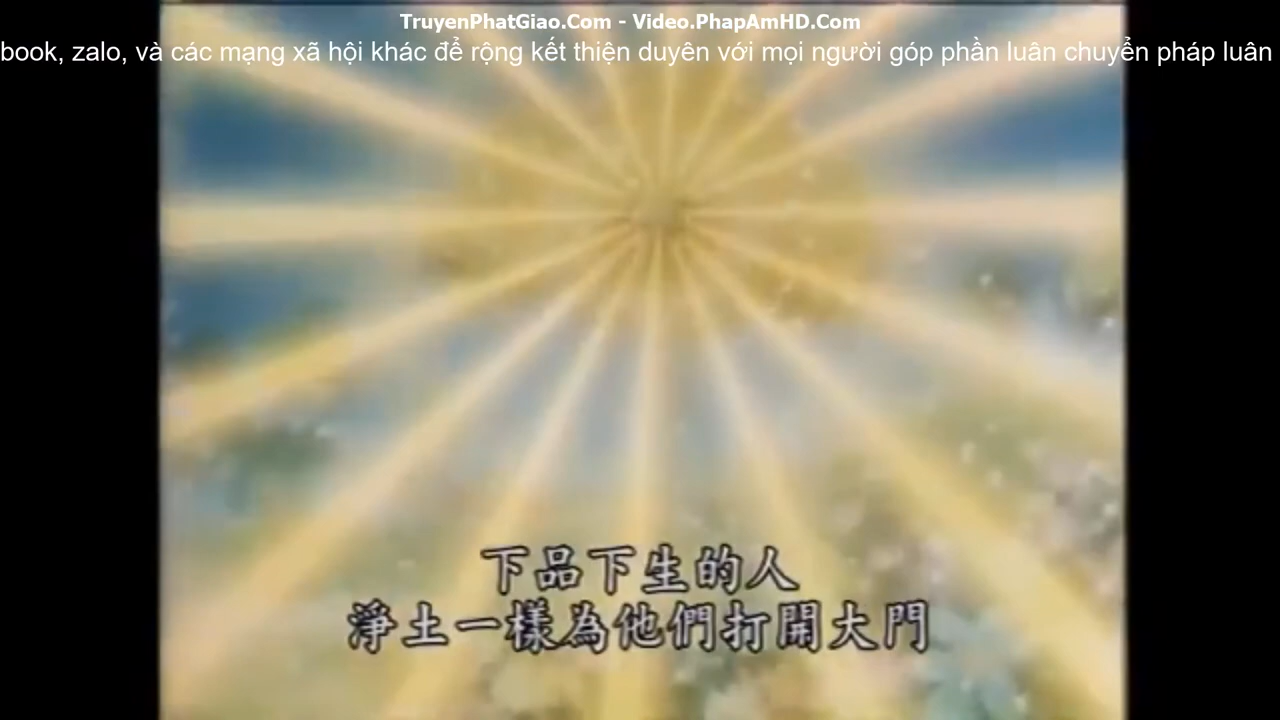 TruyenPhatGiao.Com - Video.PhapAmHD.Com
book, zalo, và các mạng xã hội khác để rộng kết thiện duyên với mọi người góp phần luân chuyển pháp luân
下品下生的人
淨土一樣為他們打開大門